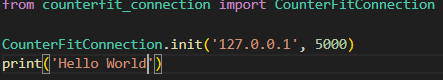 from counterfit_connection import CounterFitConnection
CounterFitConnection.init('127.0.0.1', 5000)
print('Hello World')